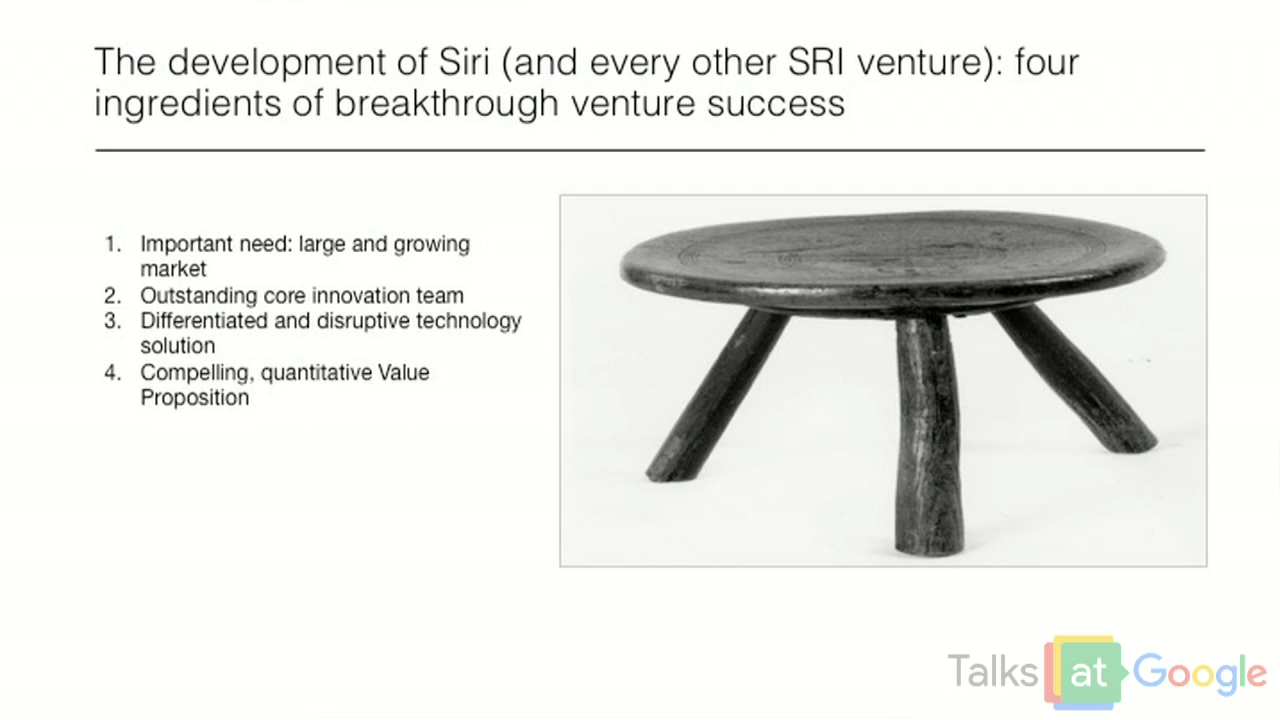 The development of Siri (and every other SRI venture): four
ingredients of breakthrough venture success
1. Important need: large and growing
market
2. Outstanding core innovation team
3. Differentiated and disruptive technology
solution
4. Compelling, quantitative Value
Proposition
Talks at Google